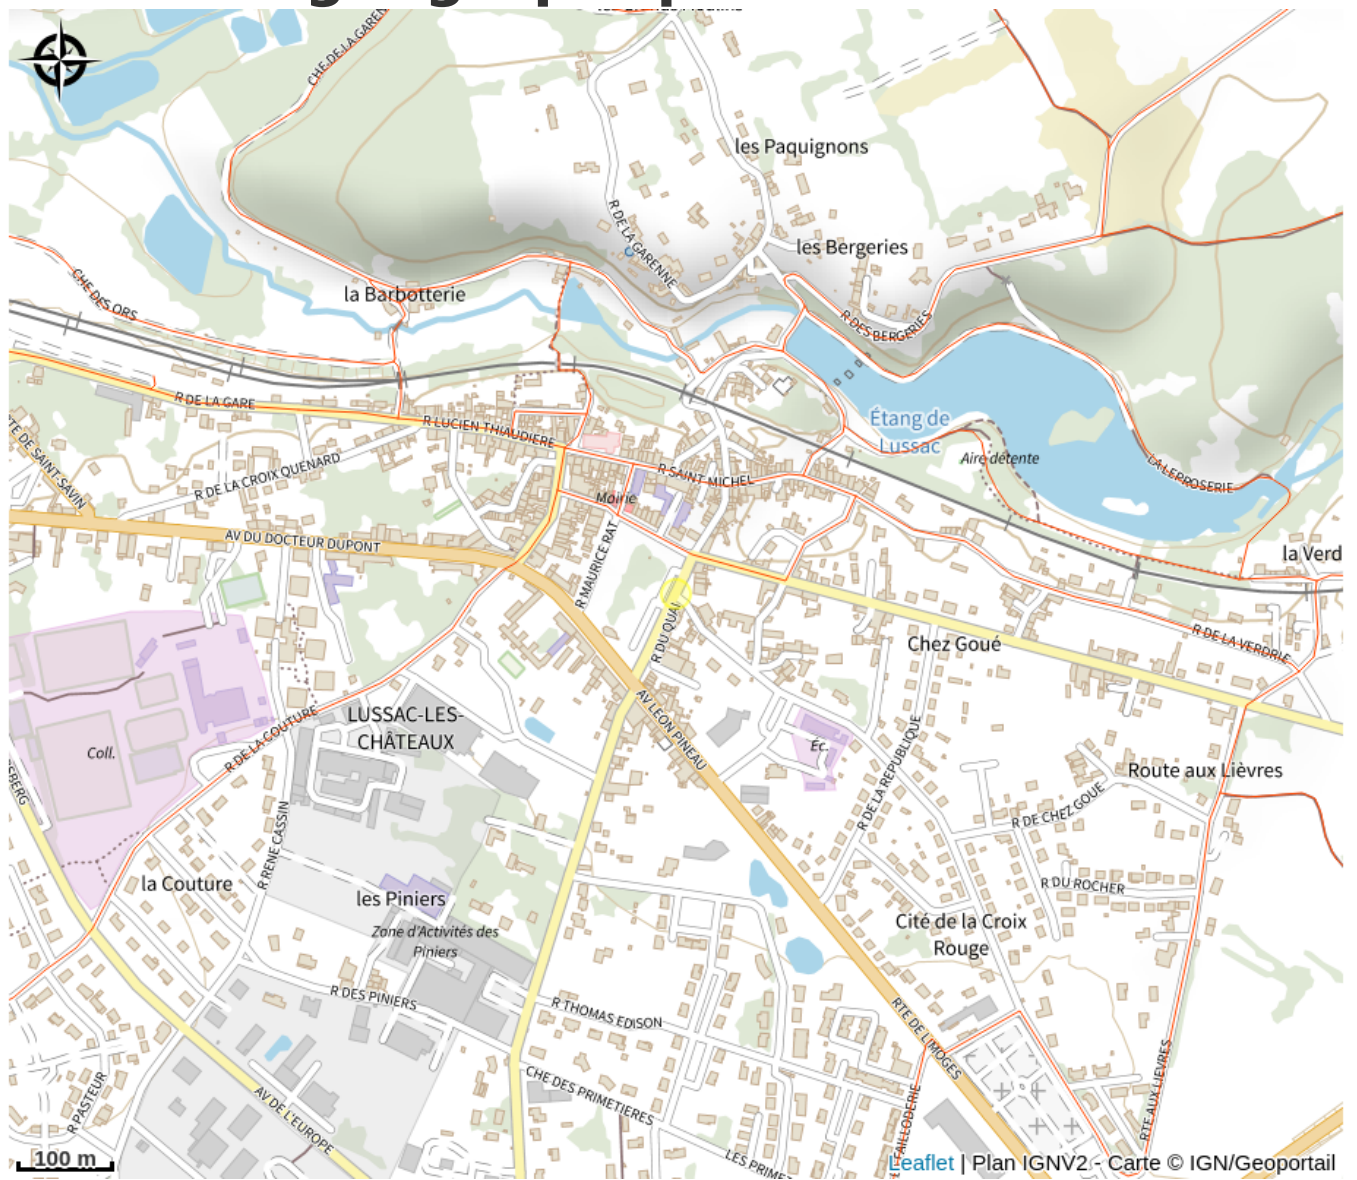 CHE DE LA GARENNE
les Paquignons
R DE LA GARENNE
les Bergeries
CHE DES ORS
la Barbotterie
R DES BERGERIES
R DE LA GARE
R LUCIEN THIAUDIERE
Étang de
Lussac
RTE DE SAINT-SAVIN
R DE LA CROIX QUENARD
R SAINT-MICHEL
Aire détente
LA LEPROSERIE
Mairie
AV DU DOCTEUR DUPONT
la Verd
R MAURICE RAT
R DU QUAI
Chez Goué
R DE LA VERDRIE
AV LEON PINEAU
LUSSAC-LES-
CHÂTEAUX
R DE LA COUTURE
Coll.
Éc.
R DE LA REPUBLIQUE
Route aux Lièvres
R DE CHEZ GOUE
R RENE CASSIN
la Couture
les Piniers
R DU ROCHER
Cité de la Croix
Rouge
Zone d'Activités des
Piniers
R DES PINIERS
R THOMAS EDISON
RTE DE LIMOGES
CHE DES PRIMETIERES
R PASTEUR
AV DE L'EUROPE
RTE AUX LIEVRES
FAILLODERIE
LES PRIMET
100 m
Leaflet | Plan IGNV2 - Carte © IGN/Geoportail